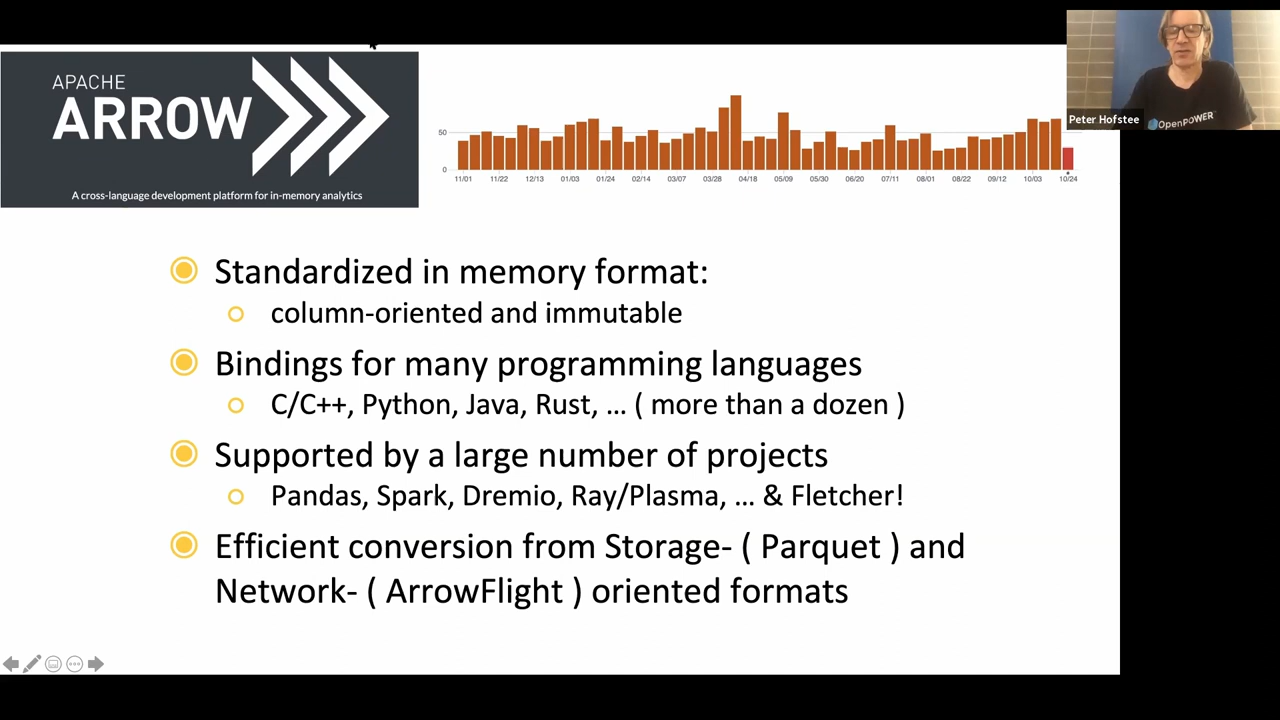 APACHE
ARROW
A cross-language development platform for in-memory analytics
50
0
11/01 11/22 12/13 01/03 01/24 02/14 03/07 03/28 04/18 05/09 05/30 06/20 07/11 08/01 08/22 09/12 10/03 10/24
Peter Hofstee
OpenPOWER
Standardized in memory format:
column-oriented and immutable
Bindings for many programming languages
C/C++, Python, Java, Rust, … ( more than a dozen )
Supported by a large number of projects
Pandas, Spark, Dremio, Ray/Plasma, … & Fletcher!
Efficient conversion from Storage- ( Parquet ) and
Network- ( ArrowFlight ) oriented formats